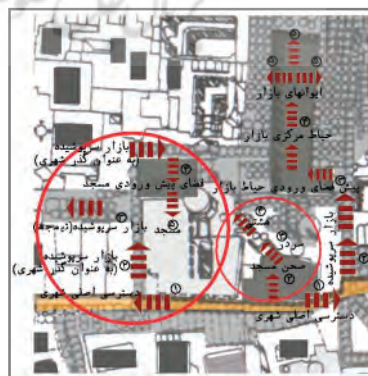 ایوانهای بازار
حیاط مرکزی بازار
بازار سرپوشیده
(به عنوان گذر شهری)
فضای پیش ورودی مسجد
پیش فضای ورودی حیاط بازار
بازار سرپوشیده(نیمچه)
مسجد
سردر
صحن مسجد
بازار سرپوشیده
بازار سرپوشیده
(به عنوان گذر شهری)
دسترسی اصلی شهری
دسترسی اصلی شهری